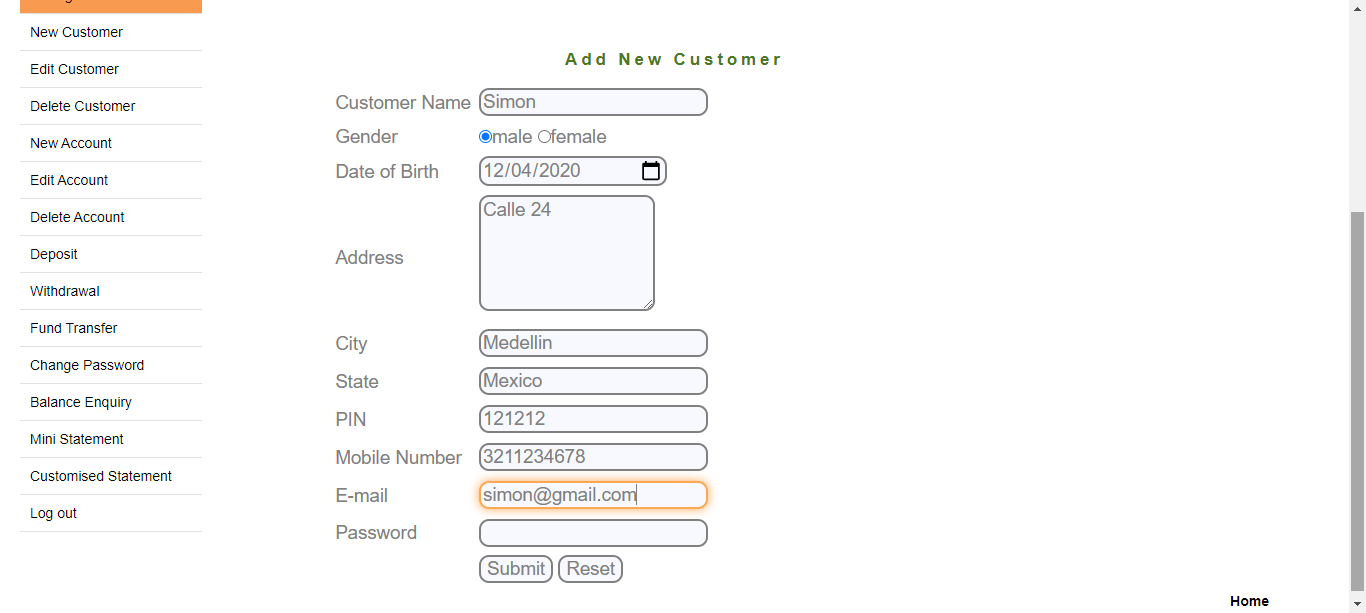 New Customer
Edit Customer
Delete Customer
New Account
Edit Account
Delete Account
Deposit
Withdrawal
Fund Transfer
Change Password
Balance Enquiry
Mini Statement
Customised Statement
Log out
Add New Customer
Customer Name Simon
Gender male female
Date of Birth 12/04/2020
Address Calle 24
City Medellin
State Mexico
PIN 121212
Mobile Number 3211234678
E-mail simon@gmail.com
Password
Submit Reset
Home